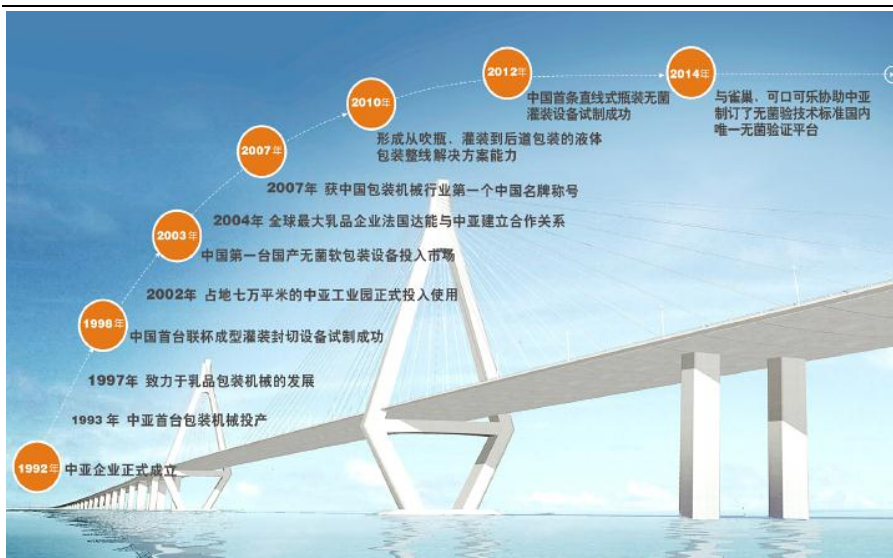 2012年
2014年
中国首条直线式瓶装无菌
灌装设备试制成功
与雀巢、可口可乐协助中亚
制订了无菌验技术标准国内
唯一无菌验证平台
2010年
形成从吹瓶、灌装到后道包装的液体
包装整线解决方案能力
2007年
2007年 获中国包装机械行业第一个中国名牌称号
2004年 全球最大乳品企业法国达能与中亚建立合作关系
2003年
中国第一台国产无菌软包装设备投入市场
2002年 占地七万平米的中亚工业园正式投入使用
1998年
中国首台联杯成型灌装封切设备试制成功
1997年 致力于乳品包装机械的发展
1993年 中亚首台包装机械投产
1992年
中亚企业正式成立